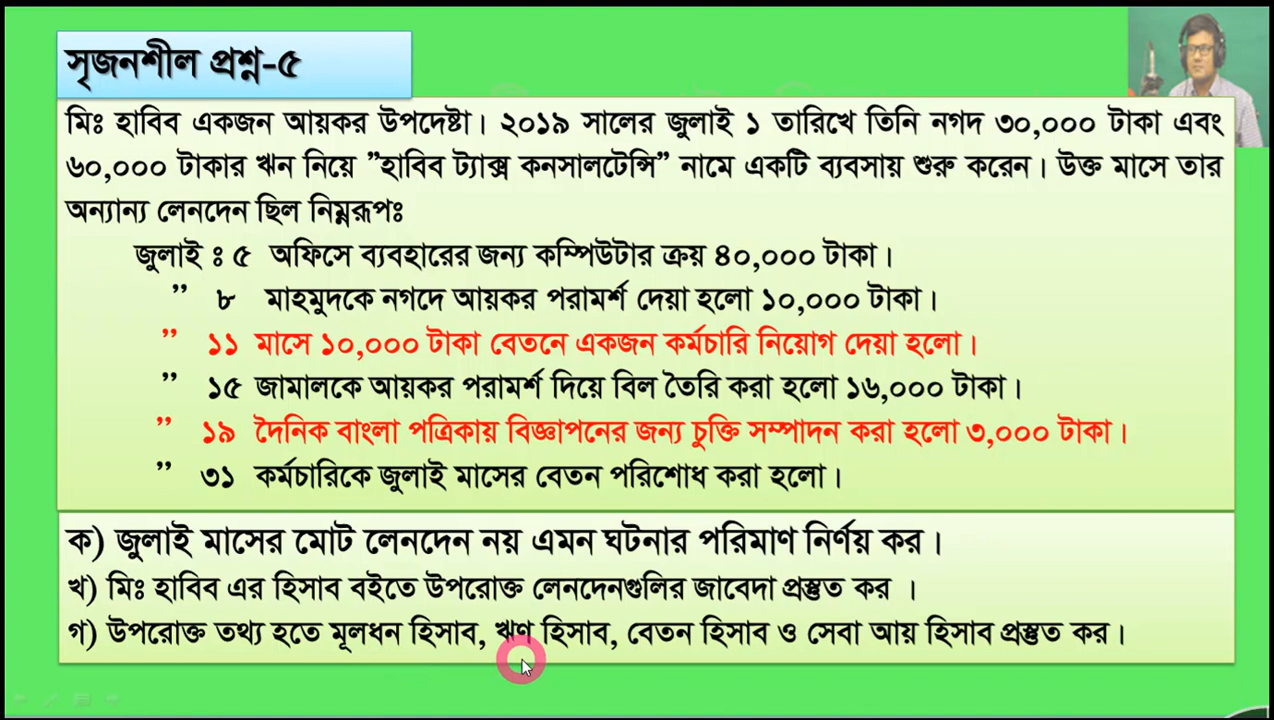 সৃজনশীল প্রশ্ন-৫
মিঃ হাবিব একজন আয়কর উপদেষ্টা। ২০১৯ সালের জুলাই ১ তারিখে তিনি নগদ ৩০,০০০ টাকা এবং
৬০,০০০ টাকার ঋন নিয়ে ”হাবিব ট্যাক্স কনসালটেন্সি” নামে একটি ব্যবসায় শুরু করেন। উক্ত মাসে তার
অন্যান্য লেনদেন ছিল নিম্নরূপঃ
জুলাই ঃ ৫ অফিসে ব্যবহারের জন্য কম্পিউটার ক্রয় ৪০,০০০ টাকা।
” ৮ মাহমুদকে নগদে আয়কর পরামর্শ দেয়া হলো ১০,০০০ টাকা।
” ১১ মাসে ১০,০০০ টাকা বেতনে একজন কর্মচারি নিয়োগ দেয়া হলো।
” ১৫ জামালকে আয়কর পরামর্শ দিয়ে বিল তৈরি করা হলো ১৬,০০০ টাকা।
” ১৯ দৈনিক বাংলা পত্রিকায় বিজ্ঞাপনের জন্য চুক্তি সম্পাদন করা হলো ৩,০০০ টাকা।
” ৩১ কর্মচারিকে জুলাই মাসের বেতন পরিশোধ করা হলো।
ক) জুলাই মাসের মোট লেনদেন নয় এমন ঘটনার পরিমাণ নির্ণয় কর।
খ) মিঃ হাবিব এর হিসাব বইতে উপরোক্ত লেনদেনগুলির জাবেদা প্রস্তুত কর ।
গ) উপরোক্ত তথ্য হতে মূলধন হিসাব, ঋণ হিসাব, বেতন হিসাব ও সেবা আয় হিসাব প্রস্তুত কর।